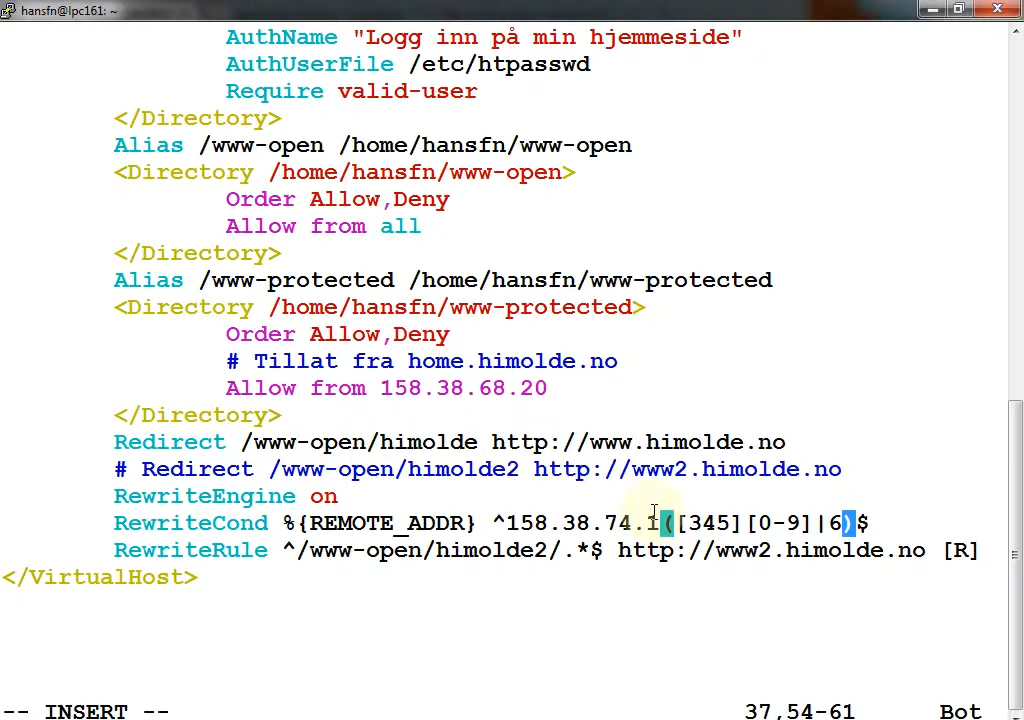 hansfn@lpc161: ~
AuthName "Logg inn på min hjemmeside"
AuthUserFile /etc/htpasswd
Require valid-user
</Directory>
Alias /www-open /home/hansfn/www-open
<Directory /home/hansfn/www-open>
Order Allow,Deny
Allow from all
</Directory>
Alias /www-protected /home/hansfn/www-protected
<Directory /home/hansfn/www-protected>
Order Allow,Deny
# Tillat fra home.himolde.no
Allow from 158.38.68.20
</Directory>
Redirect /www-open/himolde http://www.himolde.no
# Redirect /www-open/himolde2 http://www2.himolde.no
RewriteEngine on
RewriteCond %{REMOTE_ADDR} ^158.38.74.1([345][0-9]|6)$
RewriteRule ^/www-open/himolde2/.*$ http://www2.himolde.no [R]
</VirtualHost>
-- INSERT -- 37,54-61 Bot